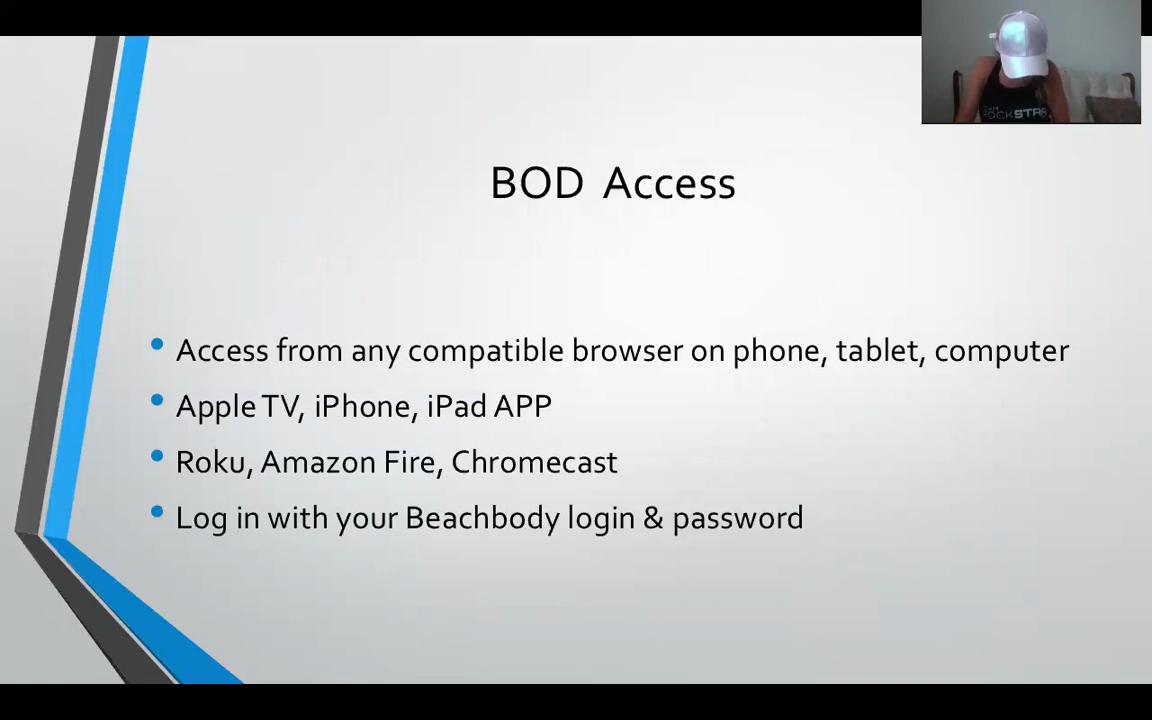 BOD Access
Access from any compatible browser on phone, tablet, computer
Apple TV, iPhone, iPad APP
Roku, Amazon Fire, Chromecast
Log in with your Beachbody login & password